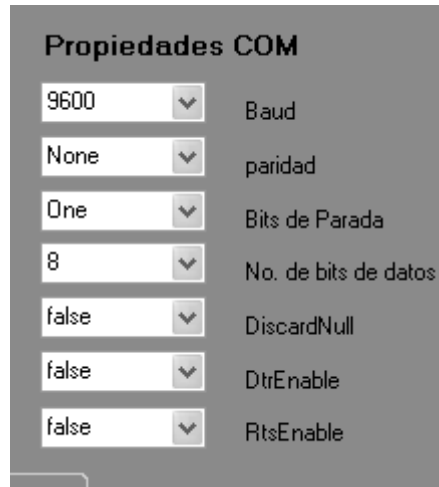 Propiedades COM
9600 Baud
None paridad
One Bits de Parada
8 No. de bits de datos
false DiscardNull
false DtrEnable
false RtsEnable